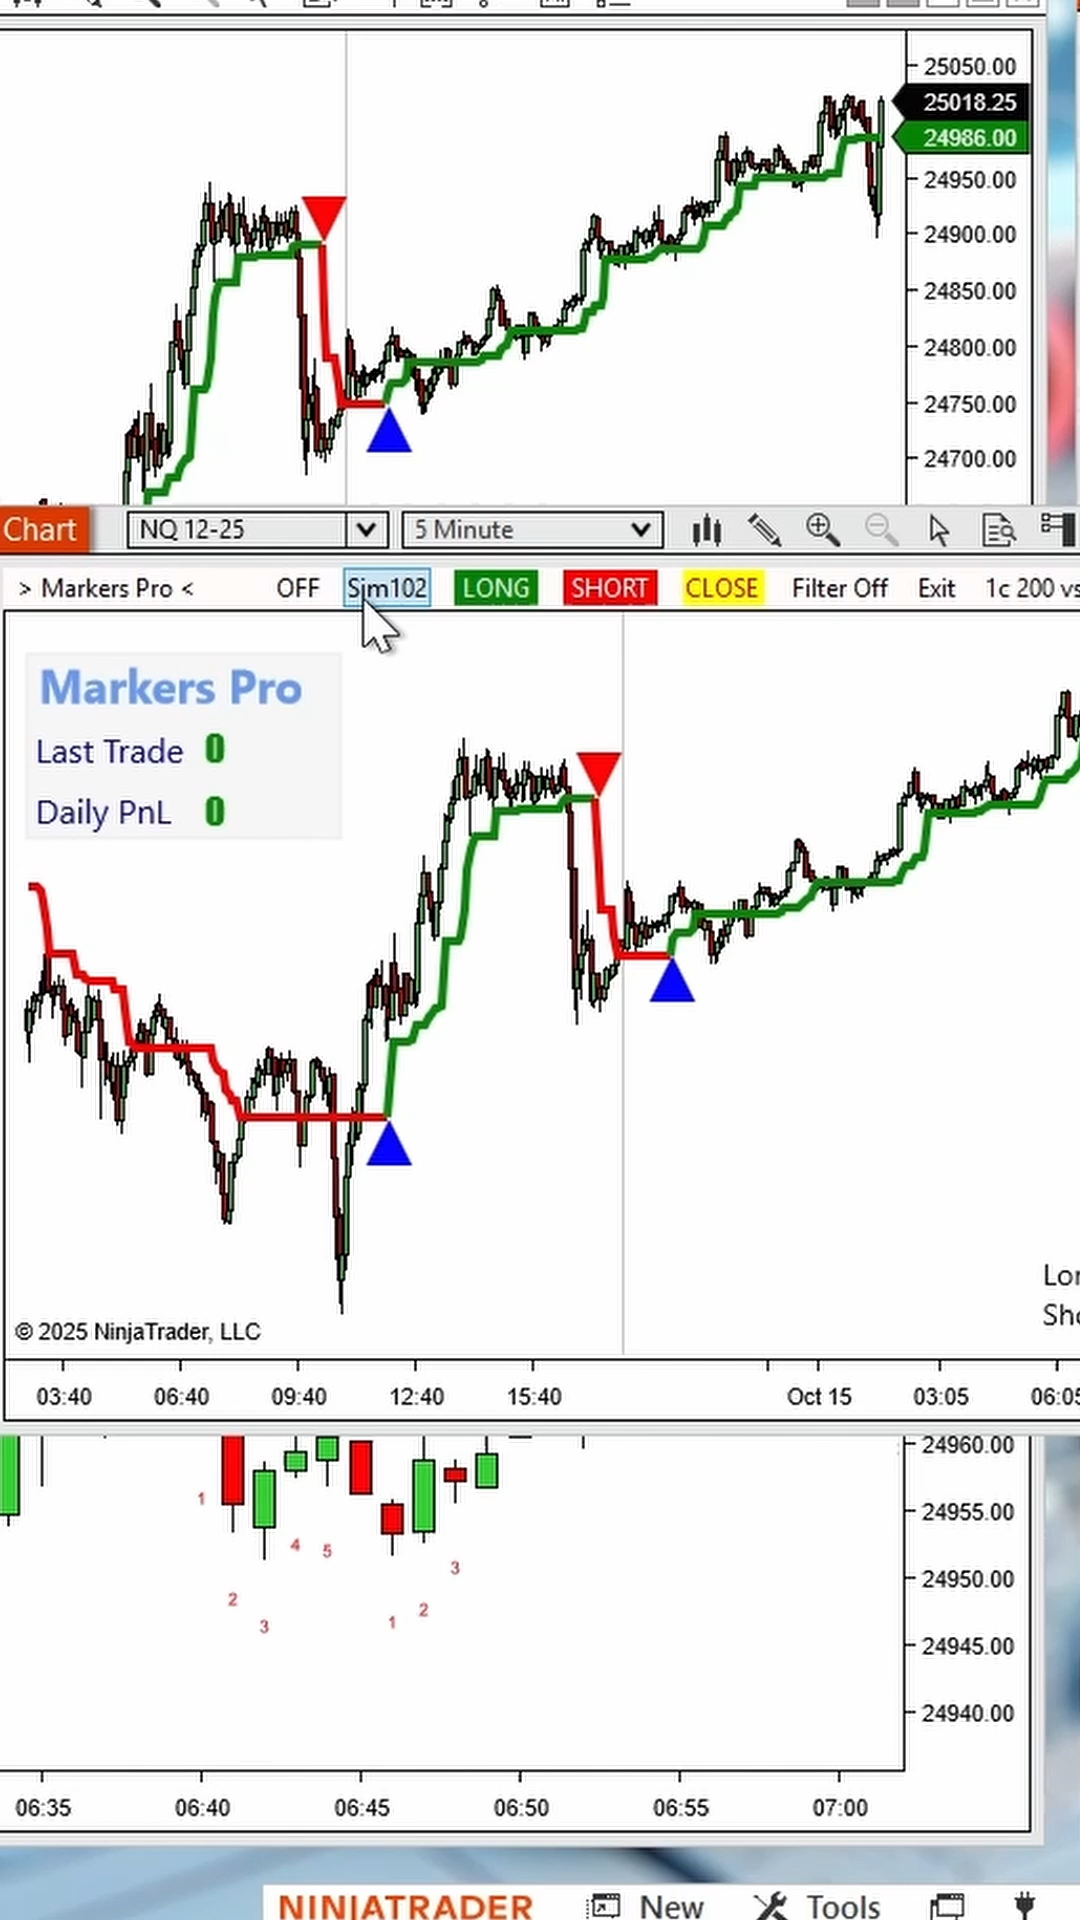 25050.00
25018.25
24986.00
24950.00
24900.00
24850.00
24800.00
24750.00
24700.00
Chart NQ 12-25 5 Minute
> Markers Pro < OFF Sim102 LONG SHORT CLOSE Filter Off Exit 1c 200 vs
Markers Pro
Last Trade 0
Daily PnL 0
Lon
Sho
© 2025 NinjaTrader, LLC
03:40 06:40 09:40 12:40 15:40 Oct 15 03:05 06:05
24960.00
24955.00
24950.00
24945.00
24940.00
1
4 5
3
2
3
1 2
06:35 06:40 06:45 06:50 06:55 07:00
NINJATRADER New Tools